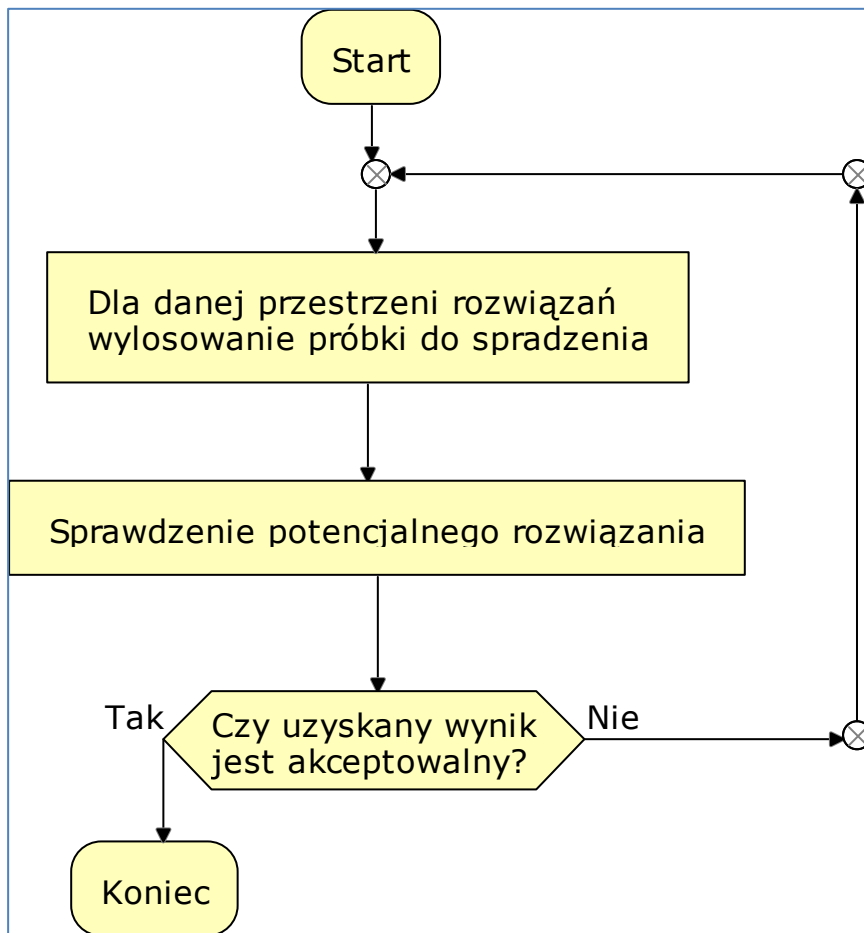 Start
Dla danej przestrzeni rozwiązań
wylosowanie próbki do spradzenia
Sprawdzenie potencjalnego rozwiązania
Tak
Czy uzyskany wynik
jest akceptowalny?
Nie
Koniec